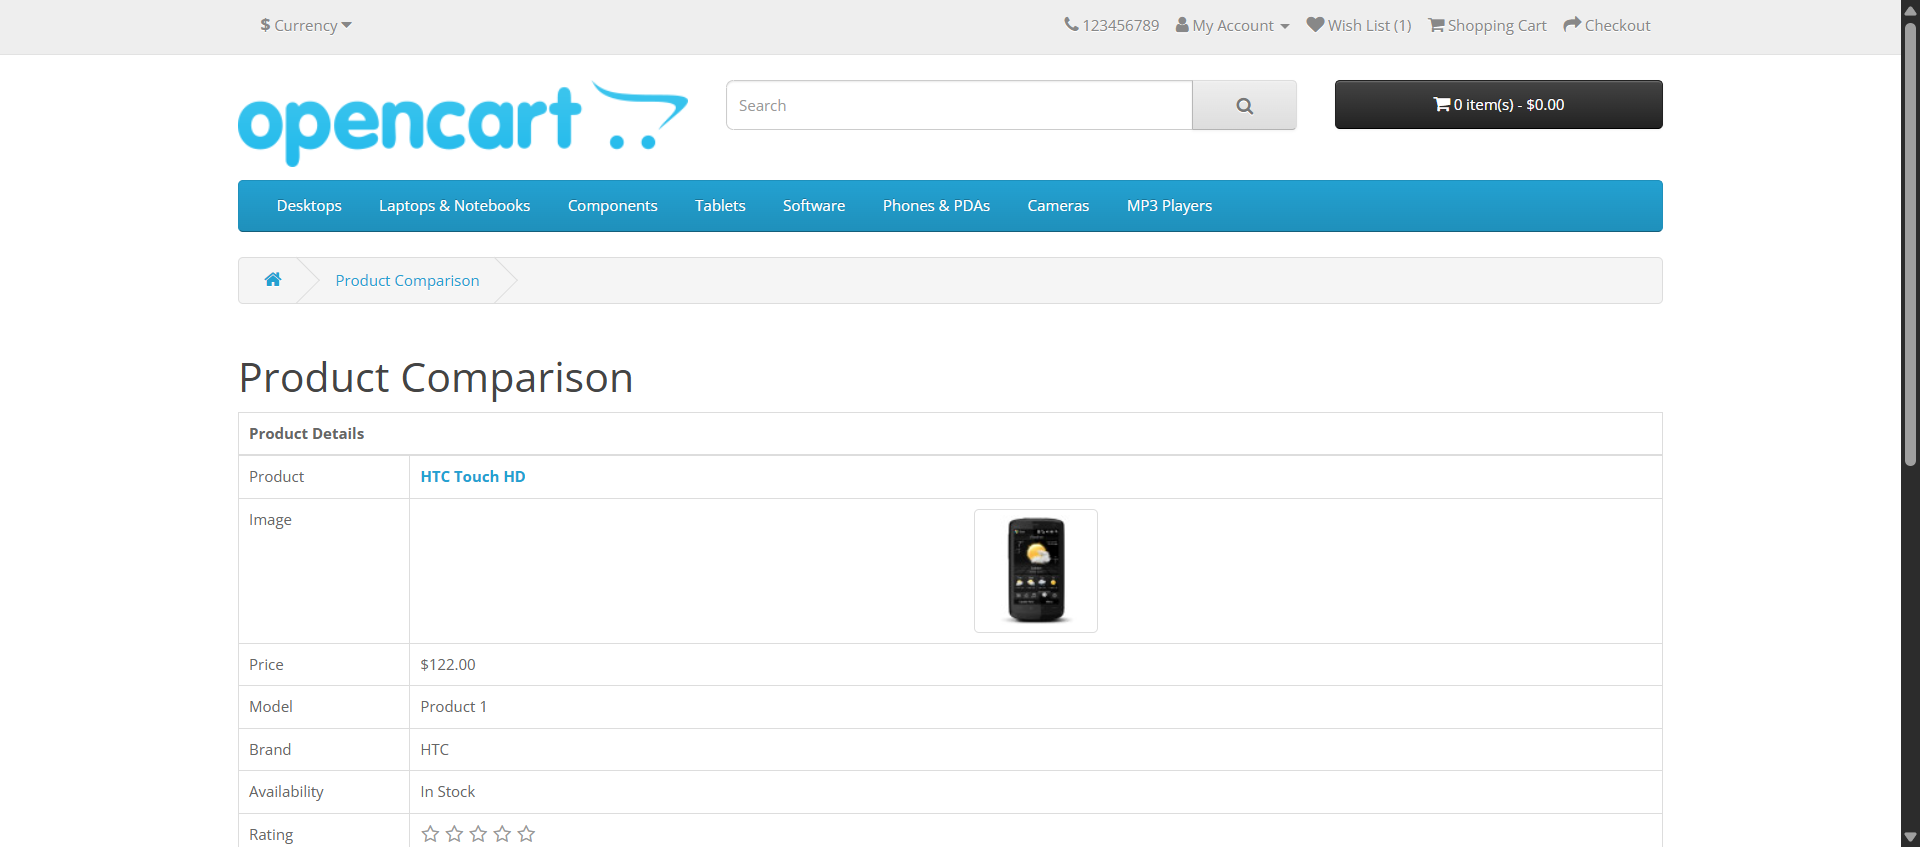 $ Currency
123456789 My Account Wish List (1) Shopping Cart Checkout
opencart
Search
0 item(s) - $0.00
Desktops Laptops & Notebooks Components Tablets Software Phones & PDAs Cameras MP3 Players
Product Comparison
Product Comparison
Product Details
Product HTC Touch HD
Image
Price $122.00
Model Product 1
Brand HTC
Availability In Stock
Rating